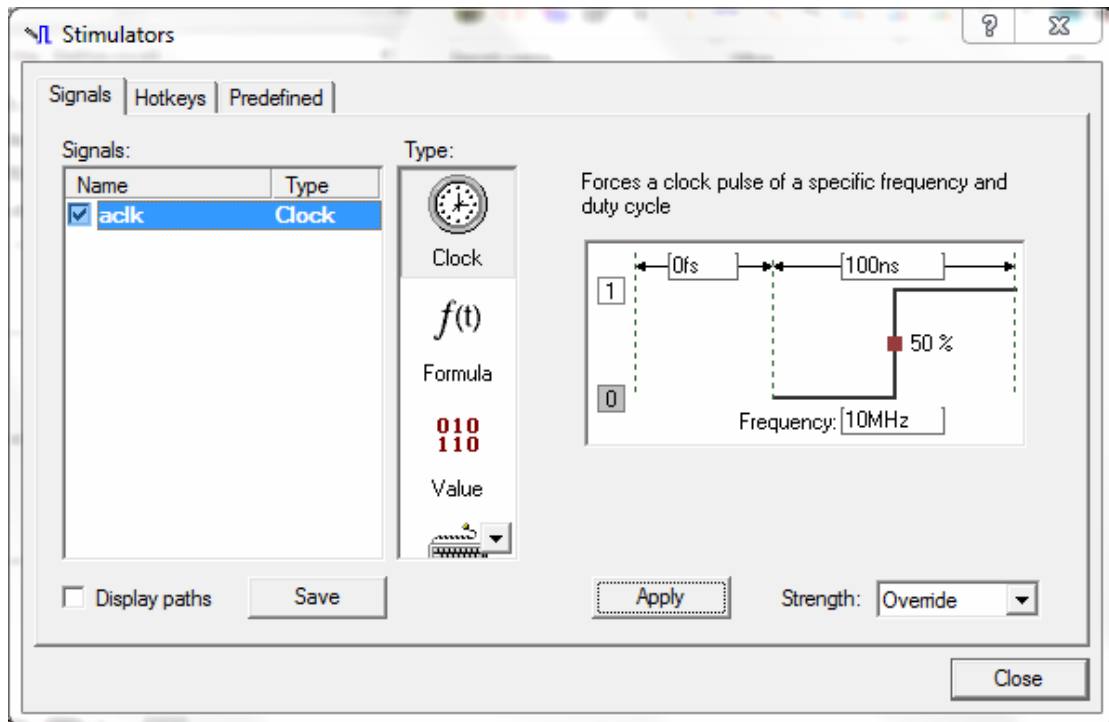 Stimulators
Signals
Hotkeys
Predefined
Signals:
Name Type
aclk Clock
Type:
Clock
f(t)
Formula
010
110
Value
Forces a clock pulse of a specific frequency and
duty cycle
0fs 100ns
1
50 %
0
Frequency: 10MHz
Display paths
Save
Apply
Strength: Override
Close